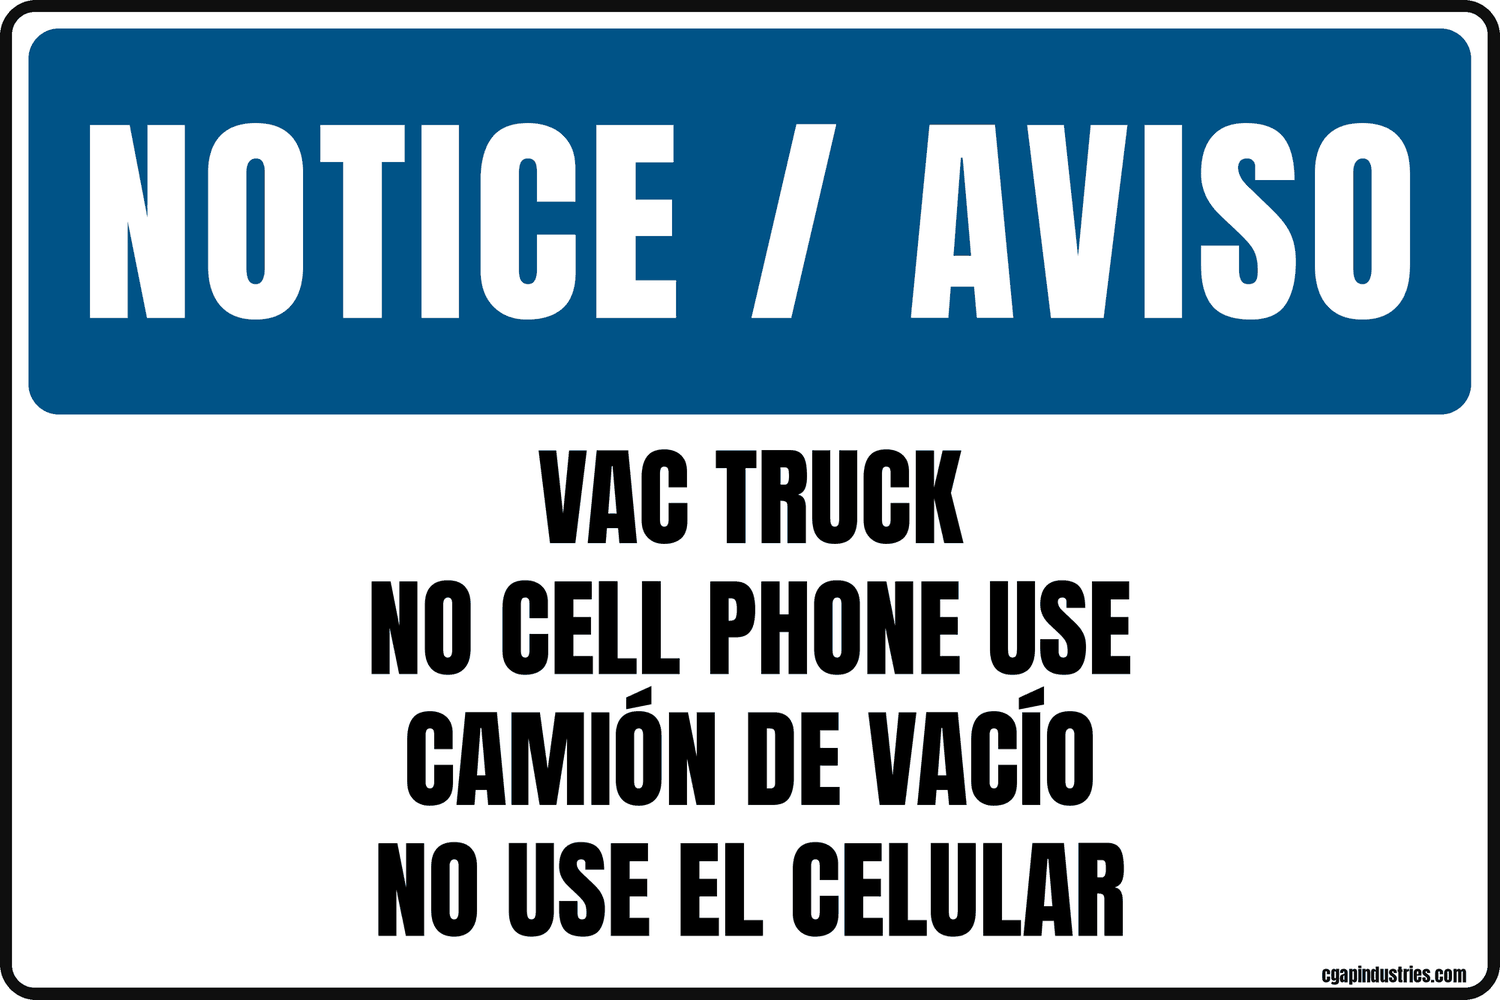 NOTICE / AVISO
VAC TRUCK
NO CELL PHONE USE
CAMIÓN DE VACÍO
NO USE EL CELULAR
cgapindustries.com